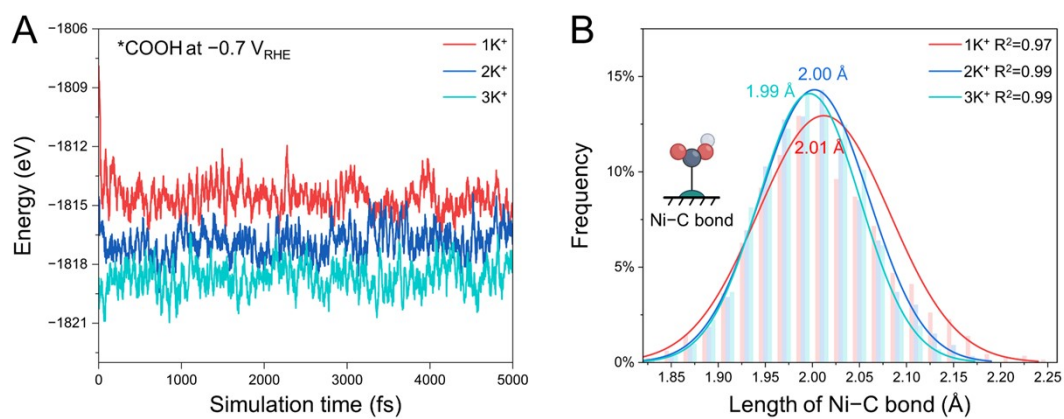 A
*COOH at −0.7 V_RHE
1K⁺
2K⁺
3K⁺
Energy (eV)
−1806
−1809
−1812
−1815
−1818
−1821
0
1000
2000
3000
4000
5000
Simulation time (fs)
B
1K⁺ R²=0.97
2K⁺ R²=0.99
3K⁺ R²=0.99
2.00 Å
1.99 Å
2.01 Å
Ni−C bond
Frequency
15%
10%
5%
0%
1.85
1.90
1.95
2.00
2.05
2.10
2.15
2.20
2.25
Length of Ni−C bond (Å)